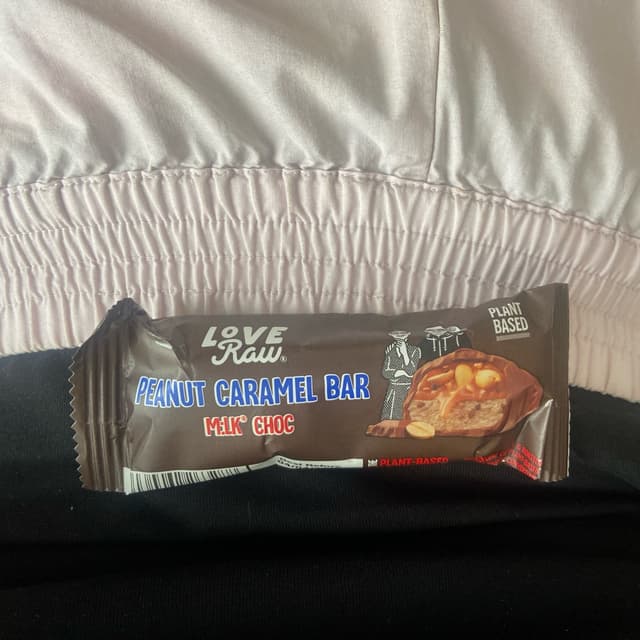 LOVE
Raw®
PEANUT CARAMEL BAR
M:LK® CHOC
PLANT
BASED
PLANT-BASED